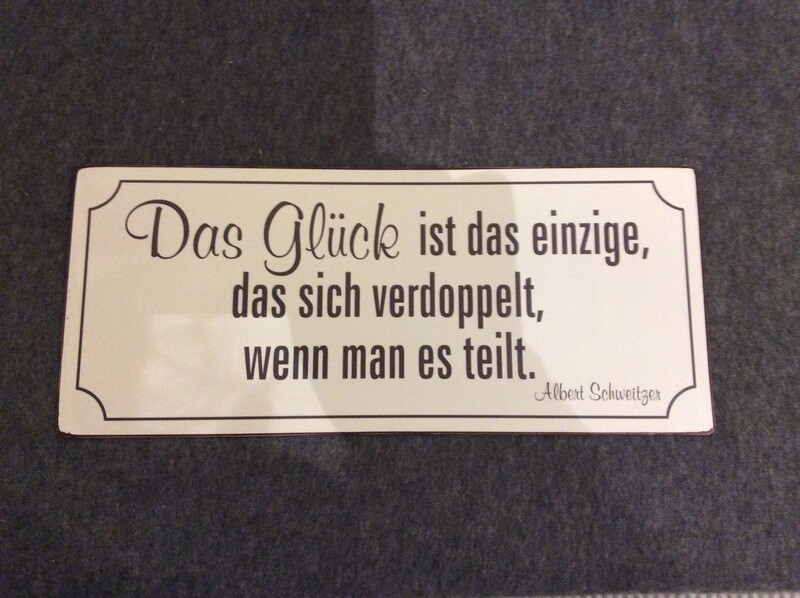 Das Glück ist das einzige,
das sich verdoppelt,
wenn man es teilt.
Albert Schweitzer